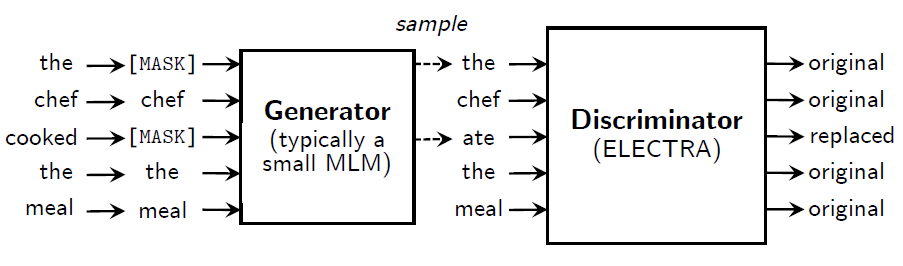 sample
the [MASK] the original
chef chef Generator chef Discriminator original
cooked [MASK] (typically a ate (ELECTRA) replaced
the the small MLM) the original
meal meal meal original